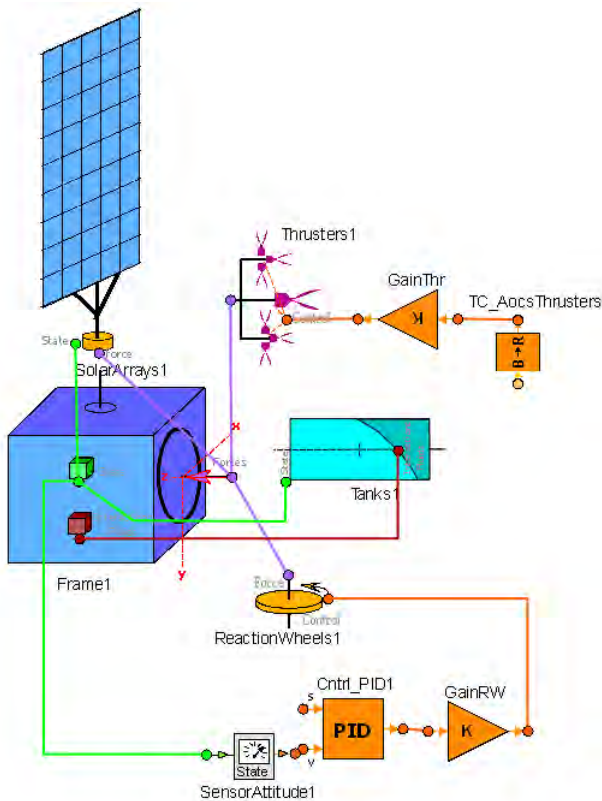 Thrusters1
GainThr
TC_AocsThrusters
K
B→R
Control
State
Force
SolarArrays1
x
Forces
State
Tanks1
y
Frame1
Force
Control
ReactionWheels1
Cntrl_PID1
GainRW
s
PID
K
v
State
SensorAttitude1